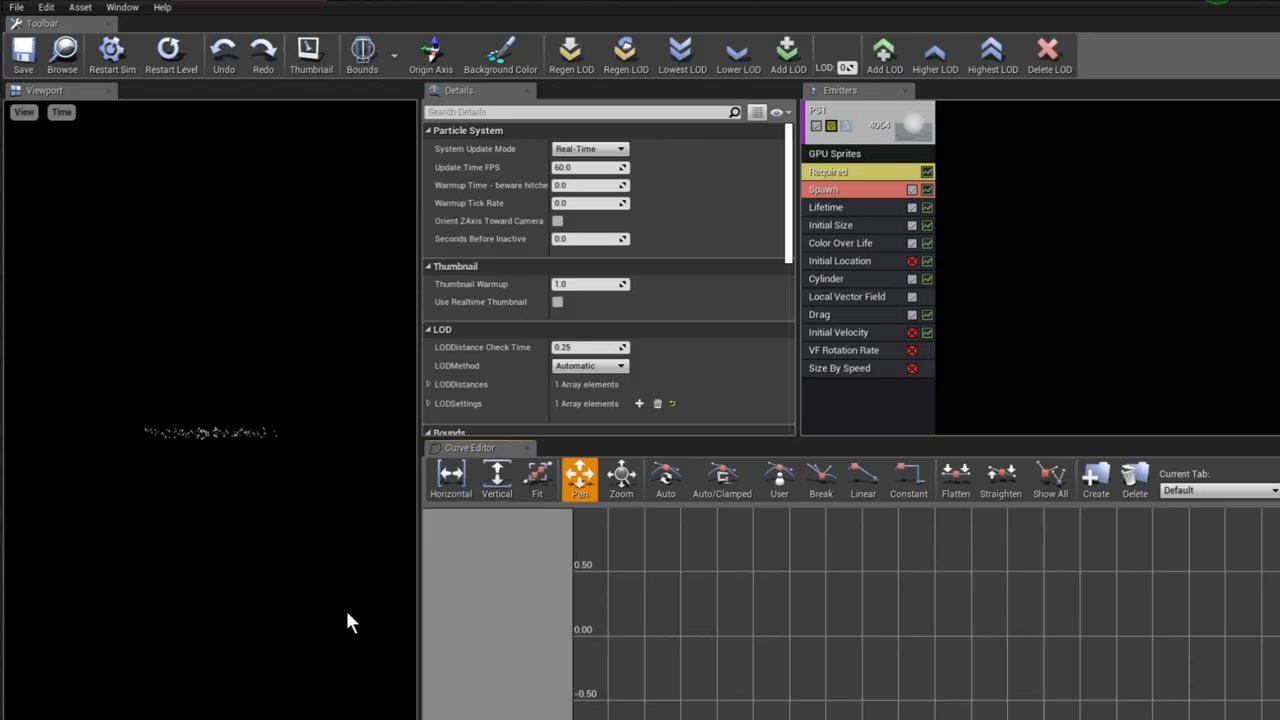 File Edit Asset Window Help
Toolbar
Save Browse Restart Sim Restart Level Undo Redo Thumbnail Bounds Origin Axis Background Color Regen LOD Regen LOD Lowest LOD Lower LOD Add LOD LOD: 0 Add LOD Higher LOD Highest LOD Delete LOD
Viewport
View Time
Details
Search Details
Particle System
System Update Mode Real-Time
Update Time FPS 60.0
Warmup Time - beware hitche 0.0
Warmup Tick Rate 0.0
Orient ZAxis Toward Camera
Seconds Before Inactive 0.0
Thumbnail
Thumbnail Warmup 1.0
Use Realtime Thumbnail
LOD
LODDistance Check Time 0.25
LODMethod Automatic
LODDistances 1 Array elements
LODSettings 1 Array elements
Bounds
Emitters
PS1
4054
GPU Sprites
Required
Spawn
Lifetime
Initial Size
Color Over Life
Initial Location
Cylinder
Local Vector Field
Drag
Initial Velocity
VF Rotation Rate
Size By Speed
Curve Editor
Horizontal Vertical Fit Pan Zoom Auto Auto/Clamped User Break Linear Constant Flatten Straighten Show All Create Delete
Current Tab:
Default
0.50
0.00
-0.50